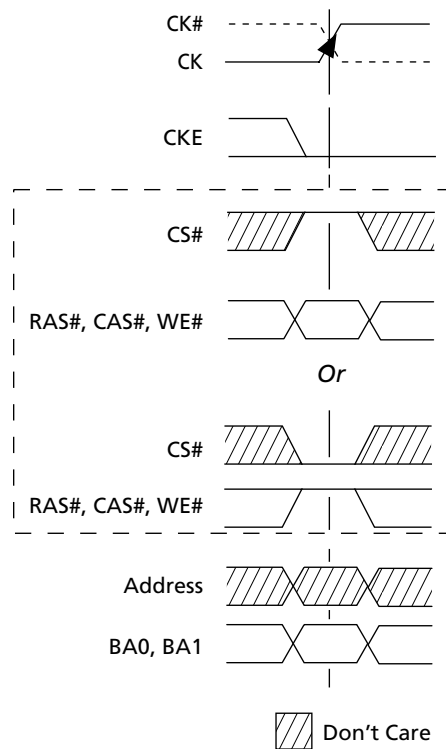 CK#
CK
CKE
CS#
RAS#, CAS#, WE#
Or
CS#
RAS#, CAS#, WE#
Address
BA0, BA1
Don't Care